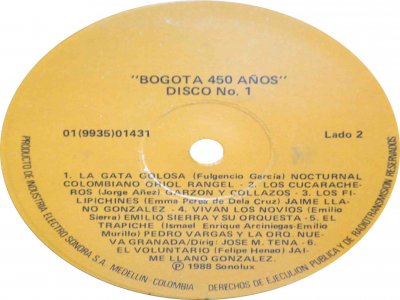 "BOGOTA 450 AÑOS"
DISCO No. 1
01(9935)01431
Lado 2
1. LA GATA GOLOSA (Fulgencio García) NOCTURNAL
COLOMBIANO ORIOL RANGEL - 2. LOS CUCARACHE-
ROS (Jorge Añez) GARZON Y COLLAZOS - 3. LOS FI-
LIPICHINES (Emma Perea de Dela Cruz) JAIME LLA-
NO GONZALEZ - 4. VIVAN LOS NOVIOS (Emilio
Sierra) EMILIO SIERRA Y SU ORQUESTA - 5. EL
TRAPICHE (Ismael Enrique Arciniegas-Emilio
Murillo) PEDRO VARGAS Y LA ORQ. NUE-
VA GRANADA/Dirig: JOSE M. TENA - 6.
EL VOLUNTARIO (Felipe Henao) JAI-
ME LLANO GONZALEZ.
Ⓟ 1988 Sonolux
PRODUCTO DE INDUSTRIA ELECTRO SONORA, S.A. MEDELLIN - COLOMBIA DERECHOS DE EJECUCION PUBLICA Y DE RADIOTRANSMISION RESERVADOS